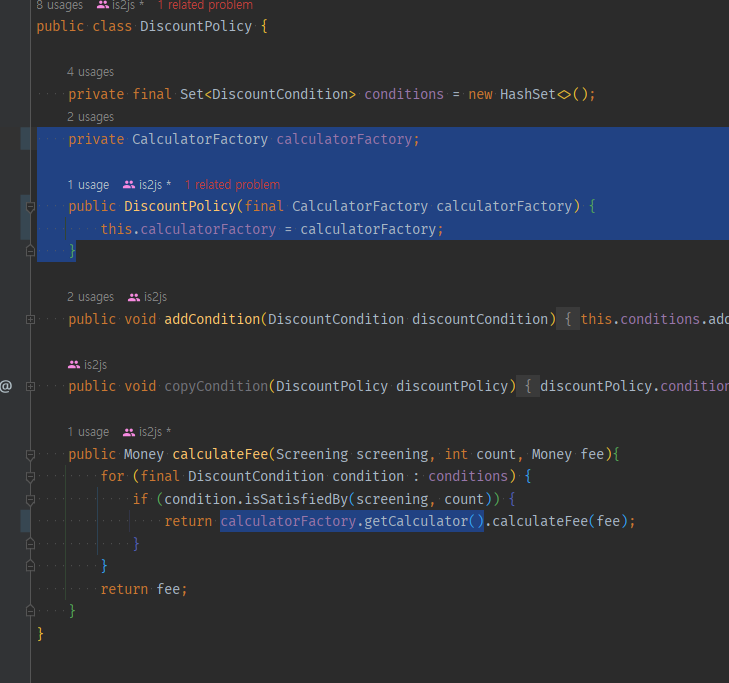 8 usages is2js * 1 related problem
public class DiscountPolicy {
4 usages
private final Set<DiscountCondition> conditions = new HashSet<>();
2 usages
private CalculatorFactory calculatorFactory;
1 usage is2js * 1 related problem
public DiscountPolicy(final CalculatorFactory calculatorFactory) {
this.calculatorFactory = calculatorFactory;
}
2 usages is2js
public void addCondition(DiscountCondition discountCondition) { this.conditions.add
is2js
@ public void copyCondition(DiscountPolicy discountPolicy) { discountPolicy.condition
1 usage is2js *
public Money calculateFee(Screening screening, int count, Money fee){
for (final DiscountCondition condition : conditions) {
if (condition.isSatisfiedBy(screening, count)) {
return calculatorFactory.getCalculator().calculateFee(fee);
}
}
return fee;
}
}